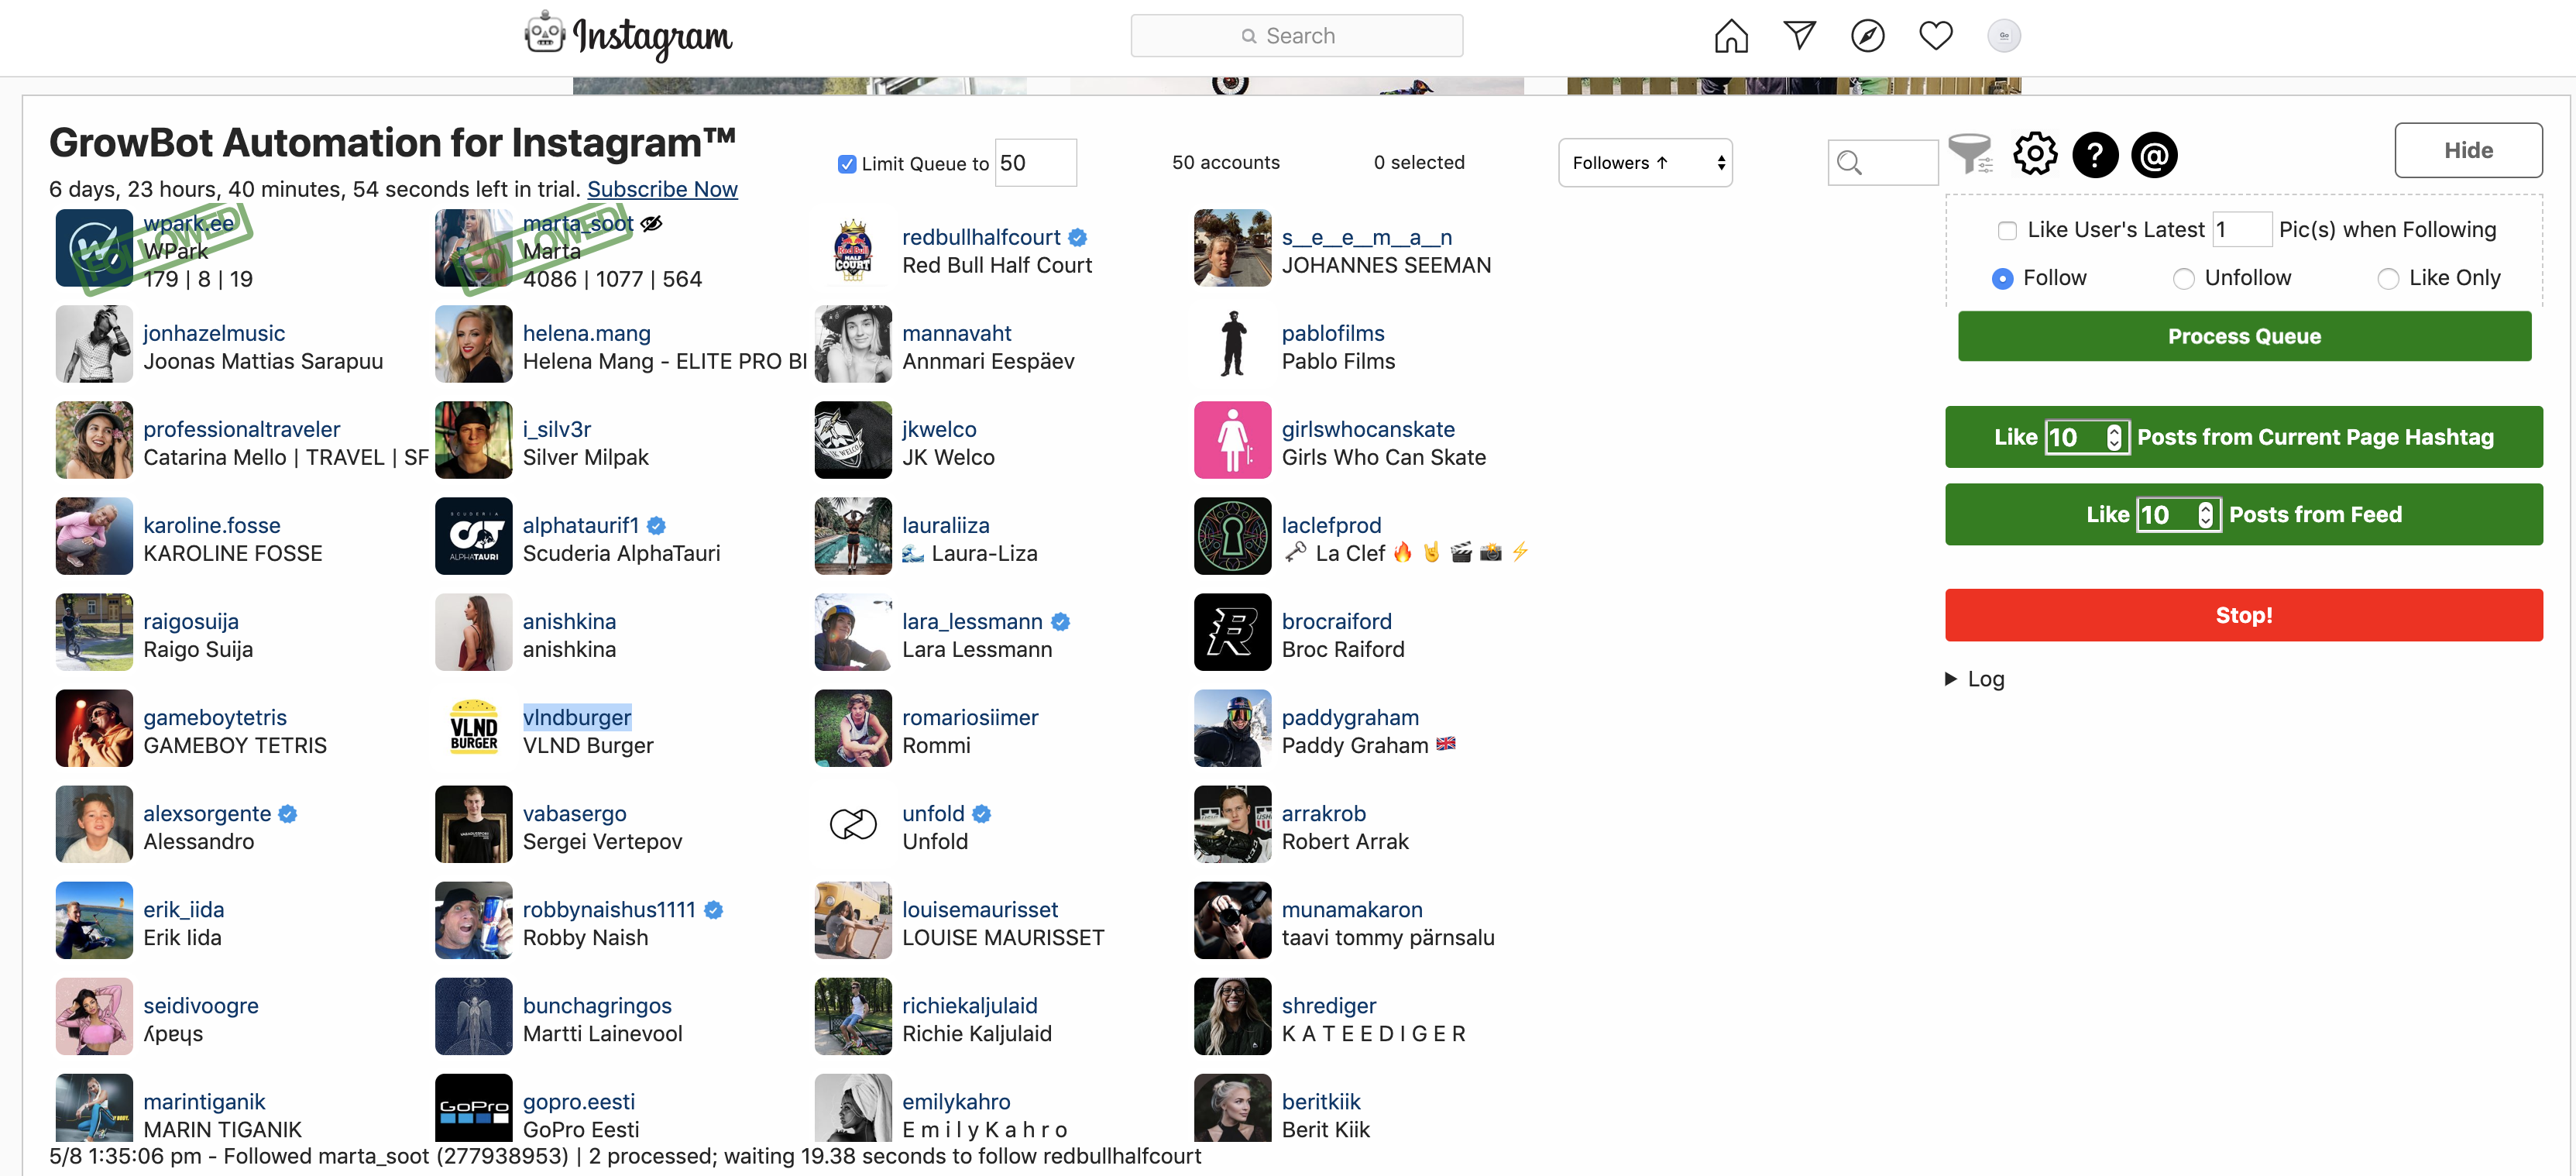 Instagram
Search
GrowBot Automation for Instagram™
6 days, 23 hours, 40 minutes, 54 seconds left in trial. Subscribe Now
Limit Queue to 50
50 accounts
0 selected
Followers ↑
Hide
wpark.ee
WPark
179 | 8 | 19
FOLLOWED
marta_soot
Marta
4086 | 1077 | 564
FOLLOWED
redbullhalfcourt
Red Bull Half Court
s__e__e__m__a__n
JOHANNES SEEMAN
jonhazelmusic
Joonas Mattias Sarapuu
helena.mang
Helena Mang - ELITE PRO BI
mannavaht
Annmari Eespäev
pablofilms
Pablo Films
professionaltraveler
Catarina Mello | TRAVEL | SF
i_silv3r
Silver Milpak
jkwelco
JK Welco
girlswhocanskate
Girls Who Can Skate
karoline.fosse
KAROLINE FOSSE
SCUDERIA
ALPHATAURI
alphataurif1
Scuderia AlphaTauri
lauraliiza
🌊 Laura-Liza
laclefprod
🗝 La Clef 🔥 🤘 🎬 📸 ⚡
raigosuija
Raigo Suija
anishkina
anishkina
lara_lessmann
Lara Lessmann
brocraiford
Broc Raiford
gameboytetris
GAMEBOY TETRIS
VLND
BURGER
vlndburger
VLND Burger
romariosiimer
Rommi
paddygraham
Paddy Graham 🇬🇧
alexsorgente
Alessandro
vabasergo
Sergei Vertepov
unfold
Unfold
arrakrob
Robert Arrak
erik_iida
Erik Iida
robbynaishus1111
Robby Naish
louisemaurisset
LOUISE MAURISSET
munamakaron
taavi tommy pärnsalu
seidivoogre
ʎpɐɥs
bunchagringos
Martti Lainevool
richiekaljulaid
Richie Kaljulaid
shrediger
K A T E E D I G E R
marintiganik
MARIN TIGANIK
GoPro
gopro.eesti
GoPro Eesti
emilykahro
E m i l y K a h r o
beritkiik
Berit Kiik
5/8 1:35:06 pm - Followed marta_soot (277938953) | 2 processed; waiting 19.38 seconds to follow redbullhalfcourt
Like User's Latest 1 Pic(s) when Following
Follow
Unfollow
Like Only
Process Queue
Like 10 Posts from Current Page Hashtag
Like 10 Posts from Feed
Stop!
▶ Log